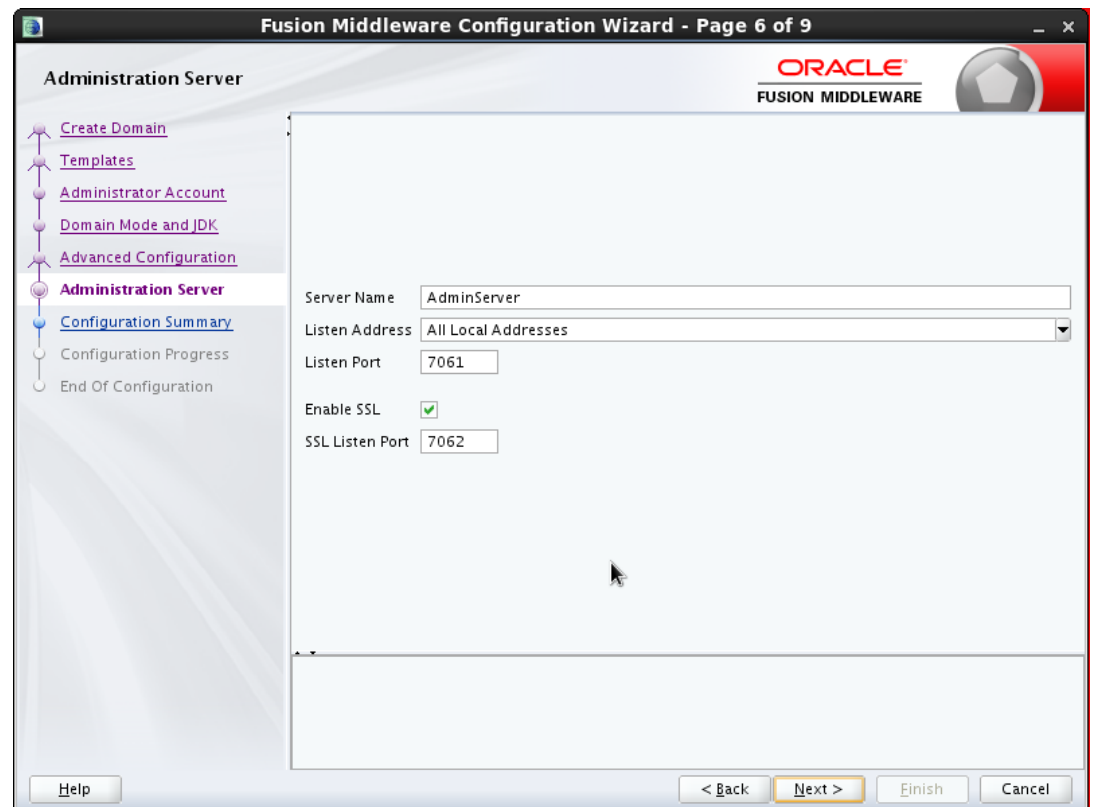 Fusion Middleware Configuration Wizard - Page 6 of 9
Administration Server
ORACLE
FUSION MIDDLEWARE
Create Domain
Templates
Administrator Account
Domain Mode and JDK
Advanced Configuration
Administration Server
Configuration Summary
Configuration Progress
End Of Configuration
Server Name AdminServer
Listen Address All Local Addresses
Listen Port 7061
Enable SSL
SSL Listen Port 7062
Help
< Back
Next >
Finish
Cancel